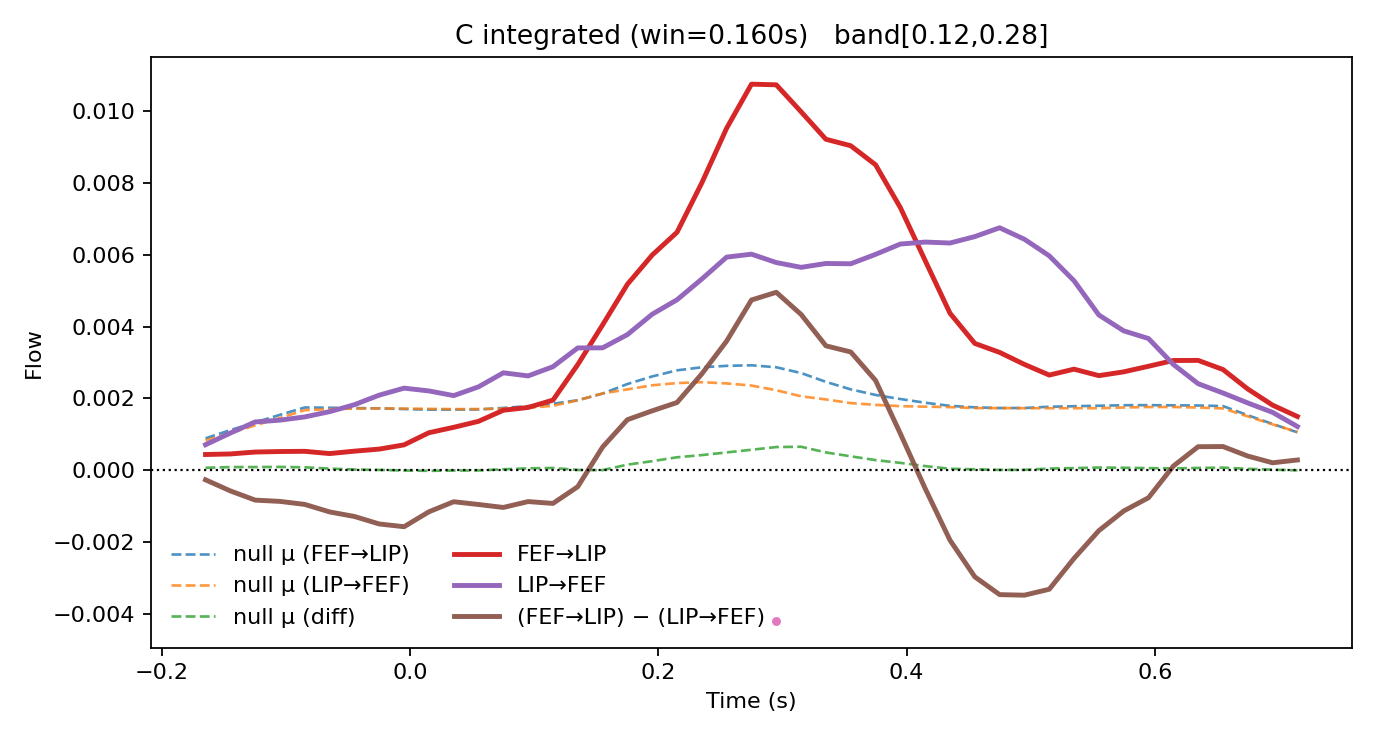 C integrated (win=0.160s) band[0.12,0.28]
Flow
0.010
0.008
0.006
0.004
0.002
0.000
−0.002
−0.004
null μ (FEF→LIP)
null μ (LIP→FEF)
null μ (diff)
FEF→LIP
LIP→FEF
(FEF→LIP) − (LIP→FEF)
−0.2 0.0 0.2 0.4 0.6
Time (s)